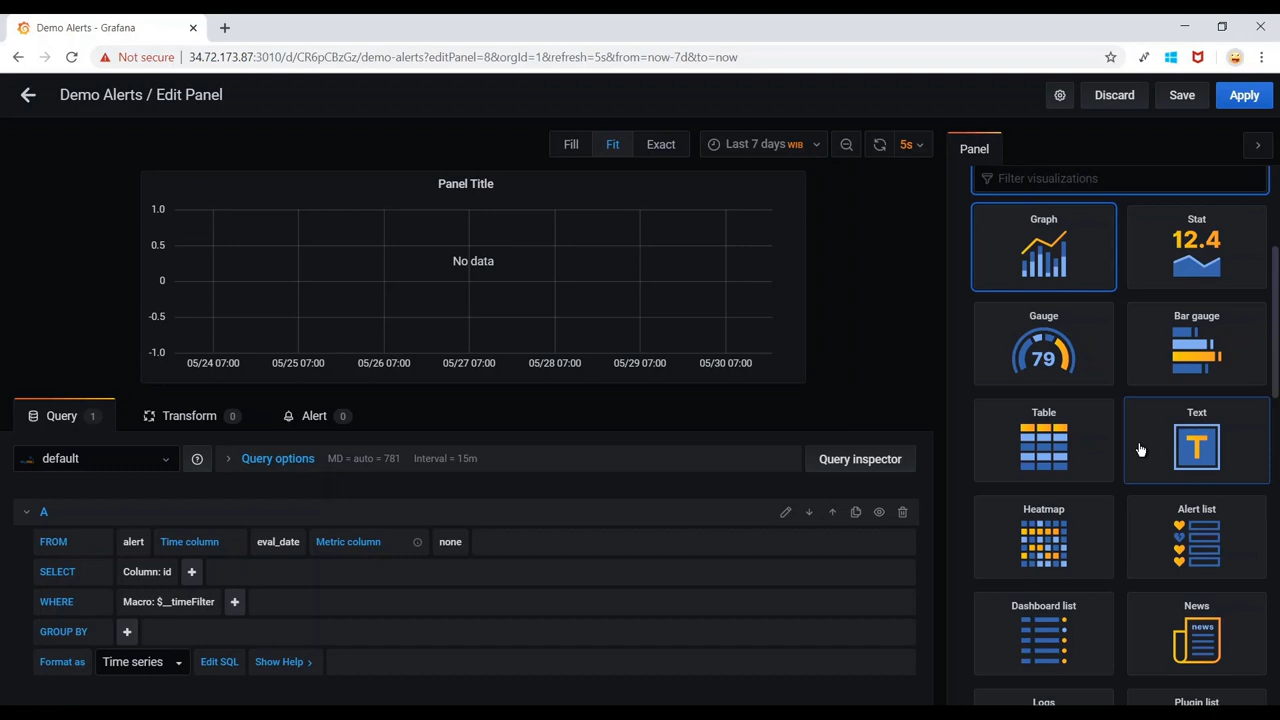 Demo Alerts - Grafana
Not secure 34.72.173.87:3010/d/CR6pCBzGz/demo-alerts?editPanel=8&orgId=1&refresh=5s&from=now-7d&to=now
Demo Alerts / Edit Panel
Discard Save Apply
Fill Fit Exact Last 7 days WIB 5s
Panel
Filter visualizations
Panel Title
1.0
0.5
0
-0.5
-1.0
No data
05/24 07:00 05/25 07:00 05/26 07:00 05/27 07:00 05/28 07:00 05/29 07:00 05/30 07:00
Graph
Stat
12.4
Gauge
79
Bar gauge
Table
Text
T
Heatmap
Alert list
Dashboard list
News
news
Logs
Plugin list
Query 1 Transform 0 Alert 0
default ? Query options MD = auto = 781 Interval = 15m Query inspector
A
FROM alert Time column eval_date Metric column none
SELECT Column: id +
WHERE Macro: $__timeFilter +
GROUP BY +
Format as Time series Edit SQL Show Help